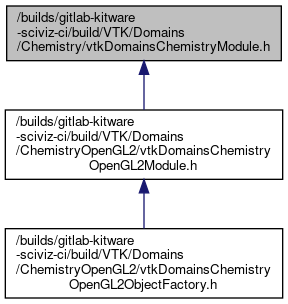 /builds/gitlab-kitware
-sciviz-ci/build/VTK/Domains
/Chemistry/vtkDomainsChemistryModule.h
/builds/gitlab-kitware
-sciviz-ci/build/VTK/Domains
/ChemistryOpenGL2/vtkDomainsChemistry
OpenGL2Module.h
/builds/gitlab-kitware
-sciviz-ci/build/VTK/Domains
/ChemistryOpenGL2/vtkDomainsChemistry
OpenGL2ObjectFactory.h